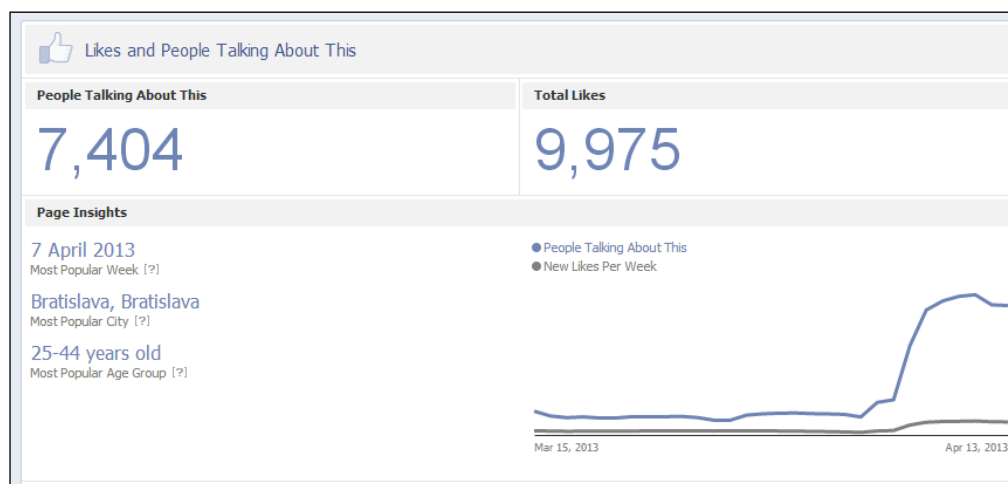 Likes and People Talking About This
People Talking About This
Total Likes
7,404
9,975
Page Insights
7 April 2013
Most Popular Week [?]
Bratislava, Bratislava
Most Popular City [?]
25-44 years old
Most Popular Age Group [?]
People Talking About This
New Likes Per Week
Mar 15, 2013
Apr 13, 2013